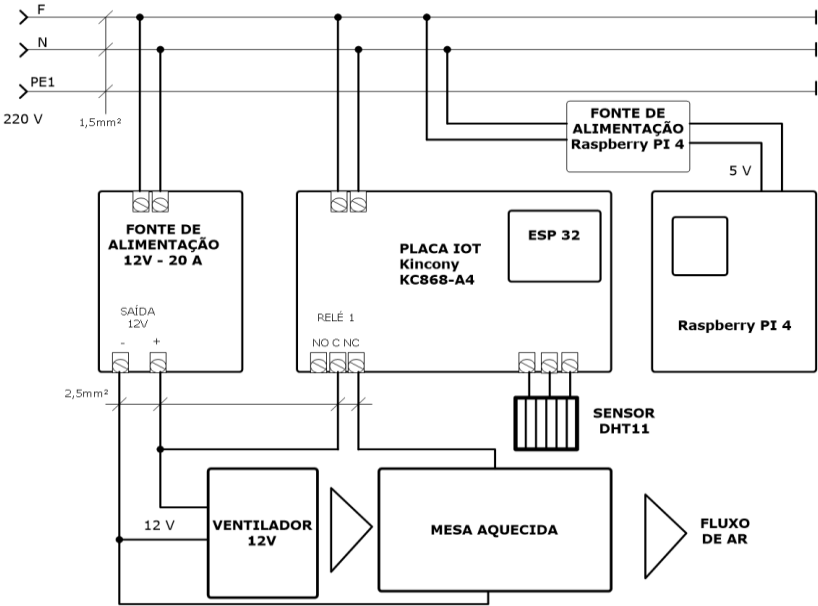 F
N
PE1
220 V
1,5mm²
FONTE DE
ALIMENTAÇÃO
Raspberry PI 4
5 V
FONTE DE
ALIMENTAÇÃO
12V - 20 A
SAÍDA
12V
- +
PLACA IOT
Kincony
KC868-A4
ESP 32
RELÉ 1
NO C NC
Raspberry PI 4
2,5mm²
SENSOR
DHT11
12 V
VENTILADOR
12V
MESA AQUECIDA
FLUXO
DE AR